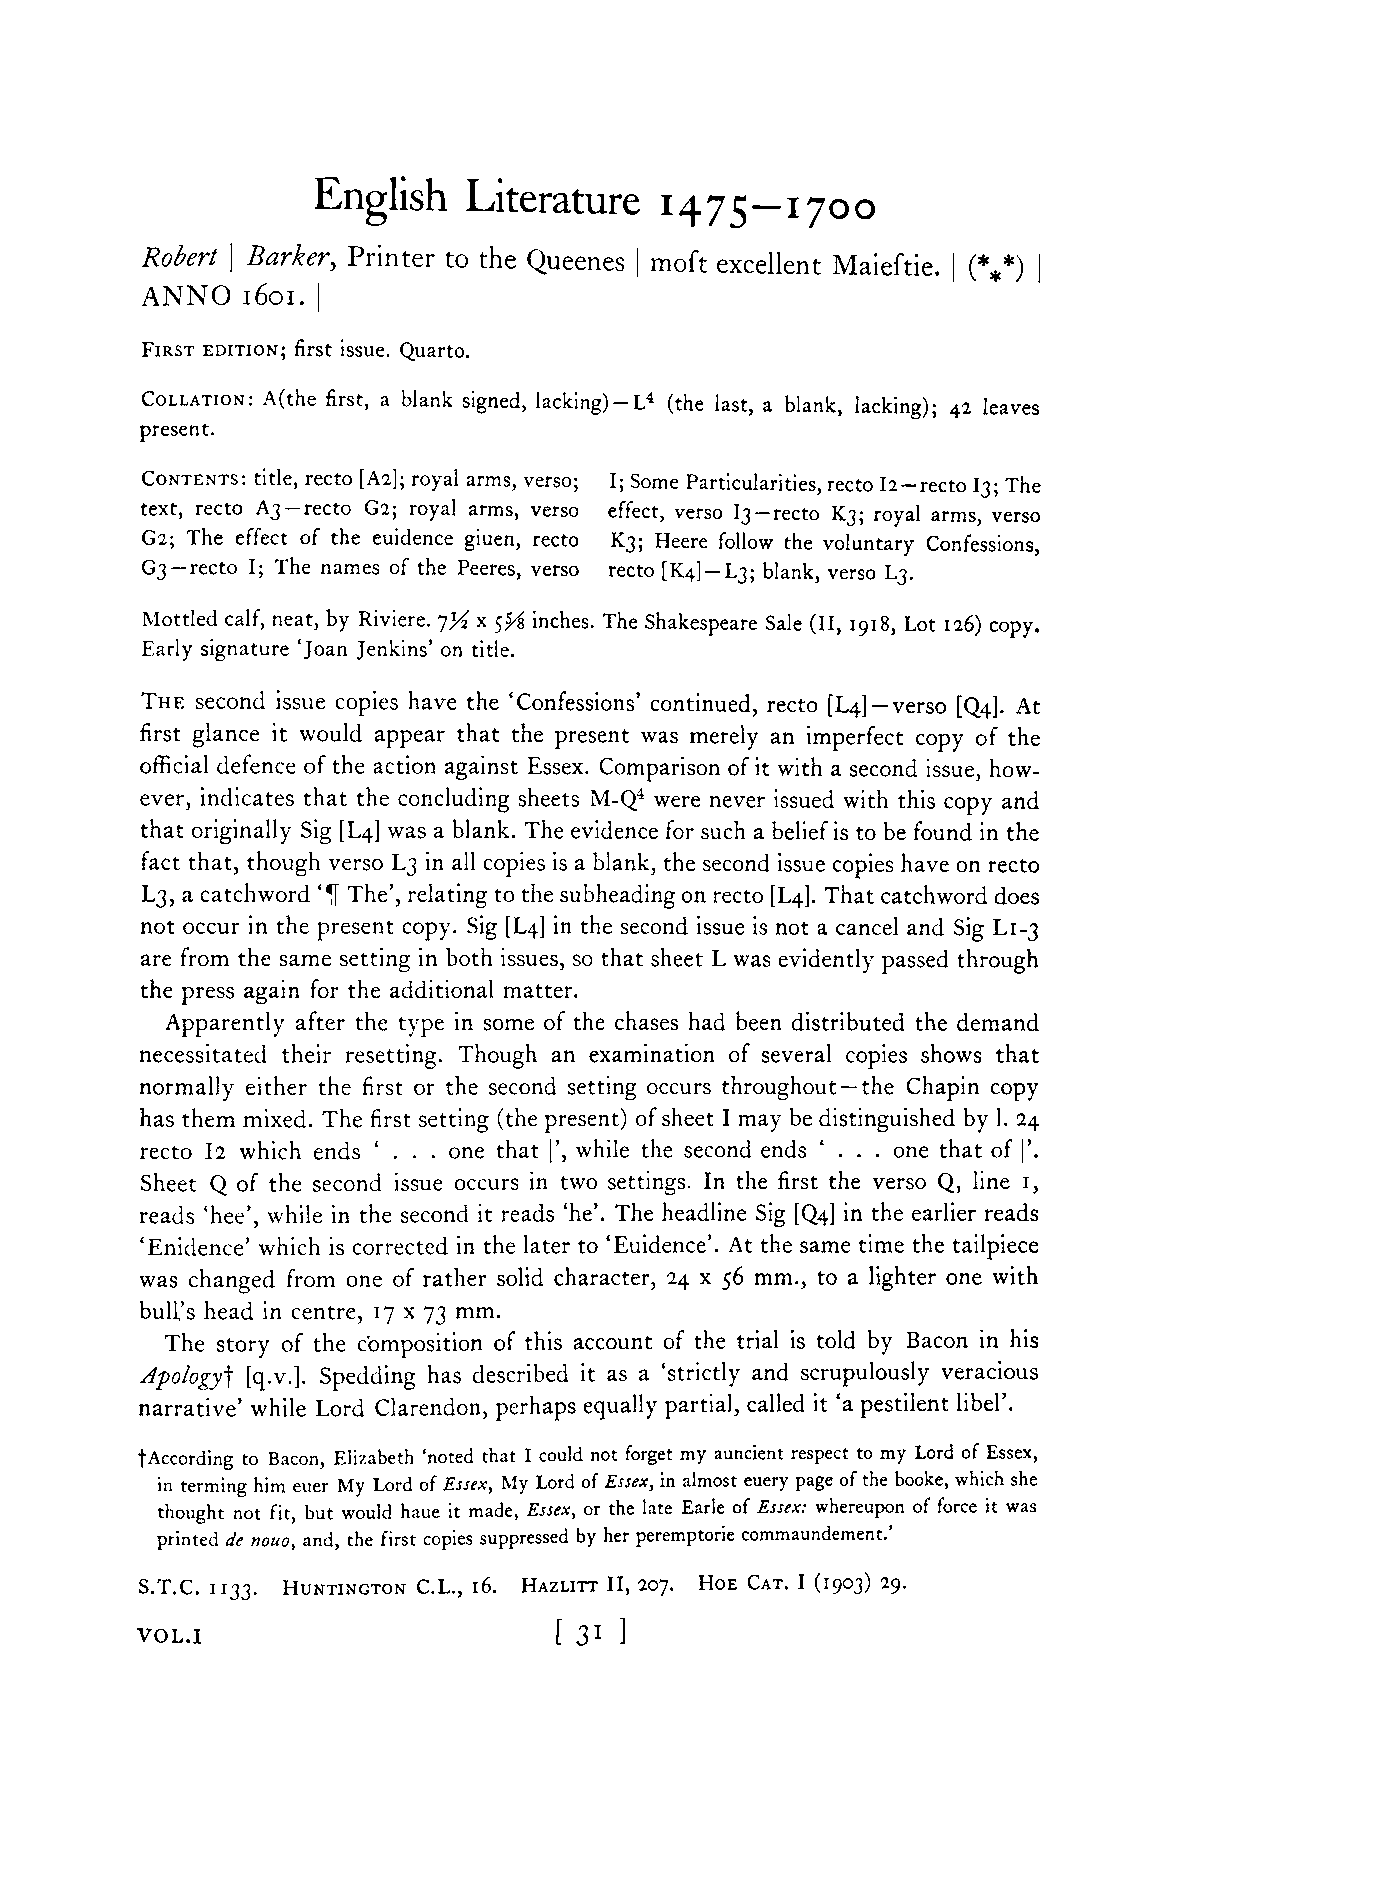 English Literature 1475—1700
Robert | Barker, Printer to the Queenes | moſt excellent Maieſtie. | (⁎*⁎) |
ANNO 1601. |
FIRST EDITION; first issue. Quarto.
COLLATION: A(the first, a blank signed, lacking)—L⁴ (the last, a blank, lacking); 42 leaves
present.
CONTENTS: title, recto [A2]; royal arms, verso;
text, recto A3—recto G2; royal arms, verso
G2; The effect of the euidence giuen, recto
G3—recto I; The names of the Peeres, verso
I; Some Particularities, recto I2—recto I3; The
effect, verso I3—recto K3; royal arms, verso
K3; Heere follow the voluntary Confessions,
recto [K4]—L3; blank, verso L3.
Mottled calf, neat, by Riviere. 7½ x 5⅝ inches. The Shakespeare Sale (II, 1918, Lot 126) copy.
Early signature ‘Joan Jenkins’ on title.
THE second issue copies have the ‘Confessions’ continued, recto [L4]—verso [Q4]. At
first glance it would appear that the present was merely an imperfect copy of the
official defence of the action against Essex. Comparison of it with a second issue, how-
ever, indicates that the concluding sheets M-Q⁴ were never issued with this copy and
that originally Sig [L4] was a blank. The evidence for such a belief is to be found in the
fact that, though verso L3 in all copies is a blank, the second issue copies have on recto
L3, a catchword ‘¶ The’, relating to the subheading on recto [L4]. That catchword does
not occur in the present copy. Sig [L4] in the second issue is not a cancel and Sig L1-3
are from the same setting in both issues, so that sheet L was evidently passed through
the press again for the additional matter.
Apparently after the type in some of the chases had been distributed the demand
necessitated their resetting. Though an examination of several copies shows that
normally either the first or the second setting occurs throughout—the Chapin copy
has them mixed. The first setting (the present) of sheet I may be distinguished by l. 24
recto I2 which ends ‘ . . . one that |’, while the second ends ‘ . . . one that of |’.
Sheet Q of the second issue occurs in two settings. In the first the verso Q, line 1,
reads ‘hee’, while in the second it reads ‘he’. The headline Sig [Q4] in the earlier reads
‘Enidence’ which is corrected in the later to ‘Euidence’. At the same time the tailpiece
was changed from one of rather solid character, 24 x 56 mm., to a lighter one with
bull’s head in centre, 17 x 73 mm.
The story of the composition of this account of the trial is told by Bacon in his
Apology† [q.v.]. Spedding has described it as a ‘strictly and scrupulously veracious
narrative’ while Lord Clarendon, perhaps equally partial, called it ‘a pestilent libel’.
†According to Bacon, Elizabeth ‘noted that I could not forget my auncient respect to my Lord of Essex,
in terming him euer My Lord of Essex, My Lord of Essex, in almost euery page of the booke, which she
thought not fit, but would haue it made, Essex, or the late Earle of Essex: whereupon of force it was
printed de nouo, and, the first copies suppressed by her peremptorie commaundement.’
S.T.C. 1133. HUNTINGTON C.L., 16. HAZLITT II, 207. HOE CAT. I (1903) 29.
VOL.I [ 31 ]